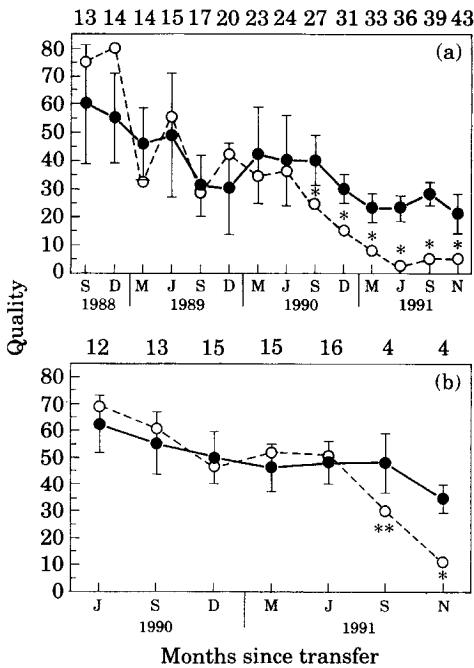 13 14 14 15 17 20 23 24 27 31 33 36 39 43
(a)
80
70
60
50
40
30
20
10
0
* * * * * *
S D M J S D M J S D M J S N
1988 1989 1990 1991
Quality
12 13 15 15 16 4 4
(b)
80
70
60
50
40
30
20
10
0
** *
J S D M J S N
1990 1991
Months since transfer